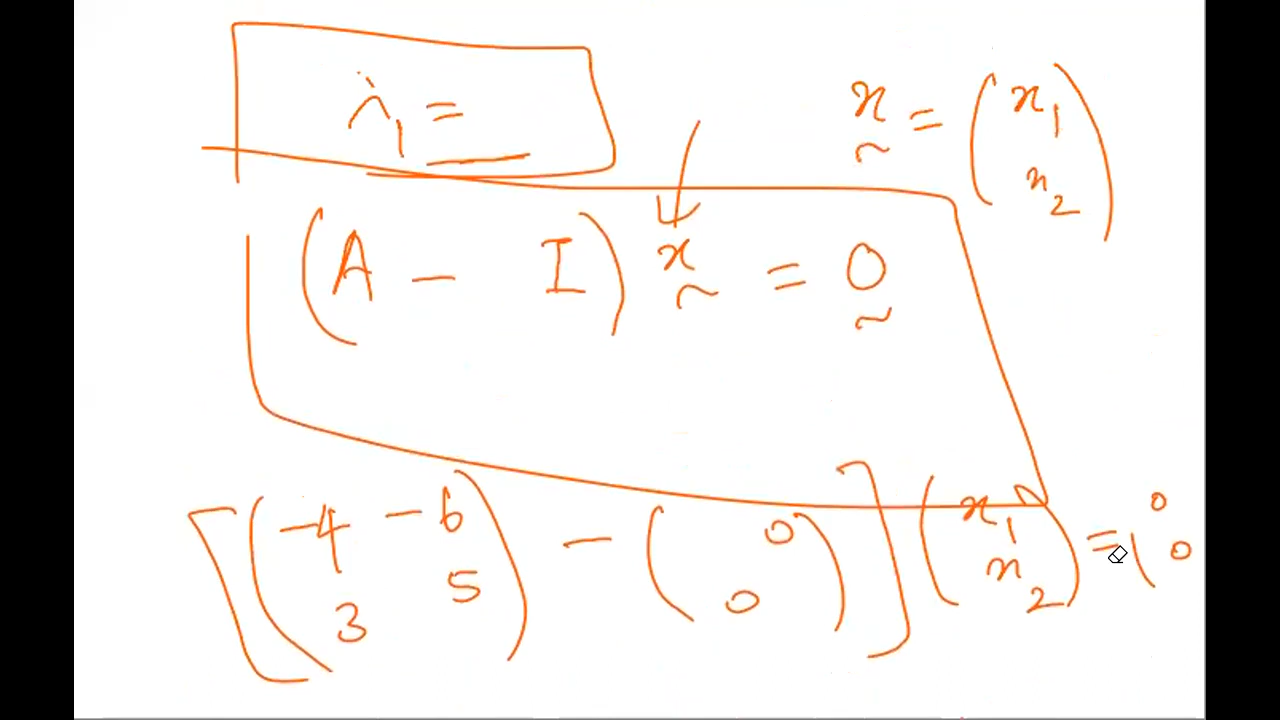 λ₁ =
x̰ = (x₁
x₂)
(A - I) x̰ = 0̰
[(-4 -6
3 5) - ( 0
0 )] (x₁
x₂) = (0
0